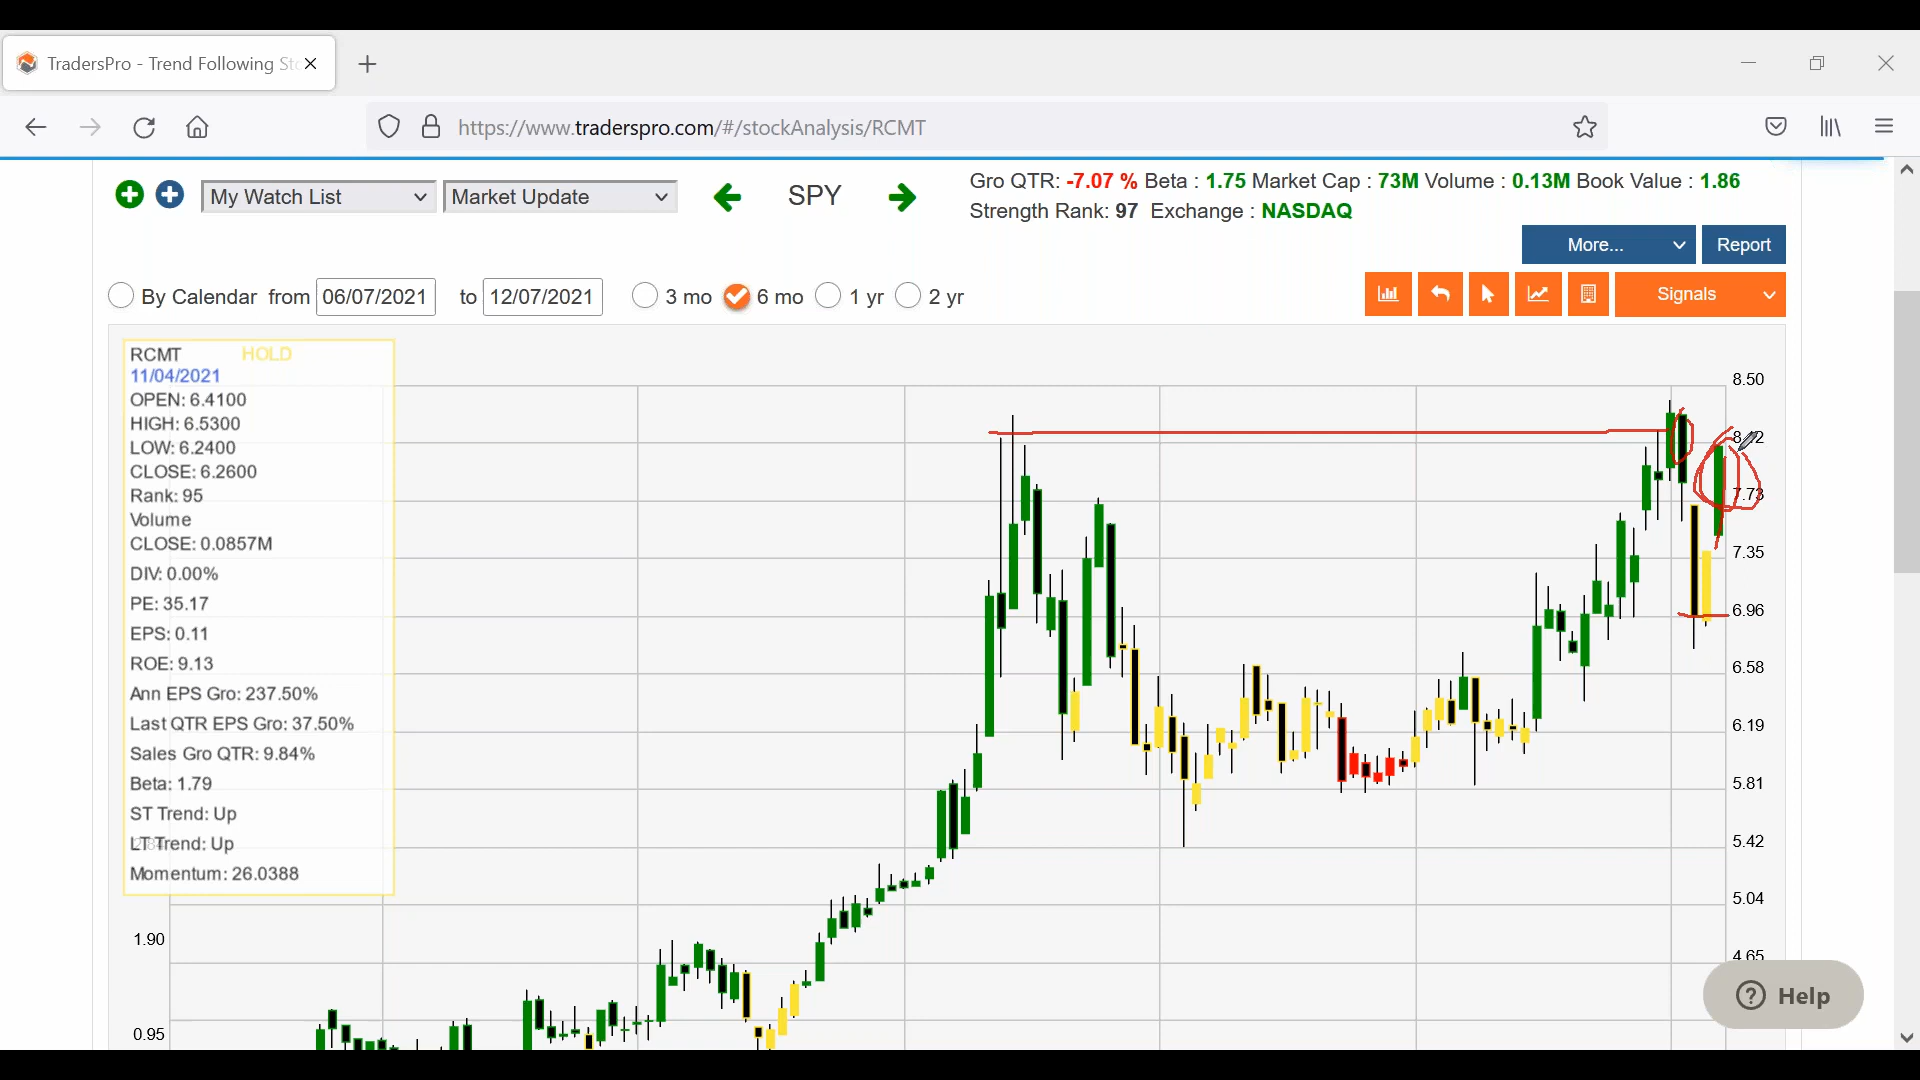 TradersPro - Trend Following Sto
https://www.traderspro.com/#/stockAnalysis/RCMT
My Watch List
Market Update
SPY
Gro QTR: -7.07 % Beta : 1.75 Market Cap : 73M Volume : 0.13M Book Value : 1.86
Strength Rank: 97 Exchange : NASDAQ
More...
Report
By Calendar from 06/07/2021 to 12/07/2021 3 mo 6 mo 1 yr 2 yr
Signals
RCMT HOLD
11/04/2021
OPEN: 6.4100
HIGH: 6.5300
LOW: 6.2400
CLOSE: 6.2600
Rank: 95
Volume
CLOSE: 0.0857M
DIV: 0.00%
PE: 35.17
EPS: 0.11
ROE: 9.13
Ann EPS Gro: 237.50%
Last QTR EPS Gro: 37.50%
Sales Gro QTR: 9.84%
Beta: 1.79
ST Trend: Up
LT Trend: Up
Momentum: 26.0388
1.90
0.95
8.50
7.73
7.35
6.96
6.58
6.19
5.81
5.42
5.04
4.65
Help